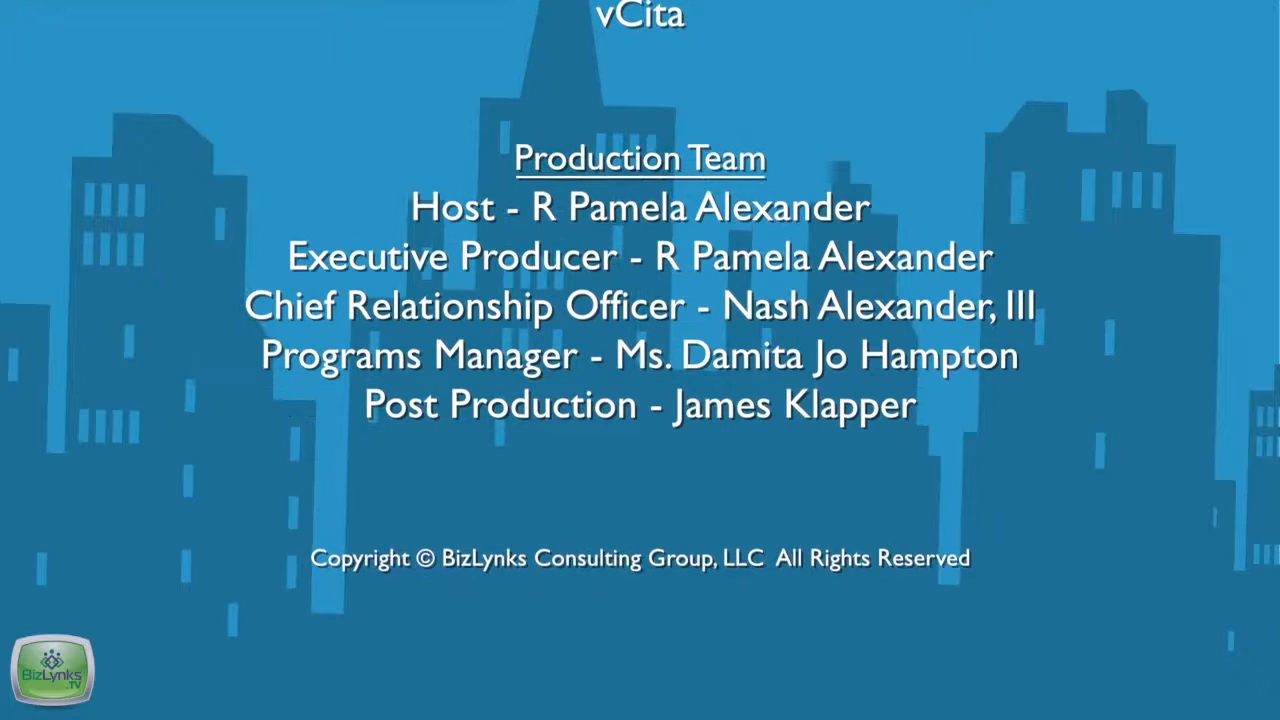 vCita
Production Team
Host - R Pamela Alexander
Executive Producer - R Pamela Alexander
Chief Relationship Officer - Nash Alexander, III
Programs Manager - Ms. Damita Jo Hampton
Post Production - James Klapper
Copyright © BizLynks Consulting Group, LLC All Rights Reserved
BizLynks
.TV